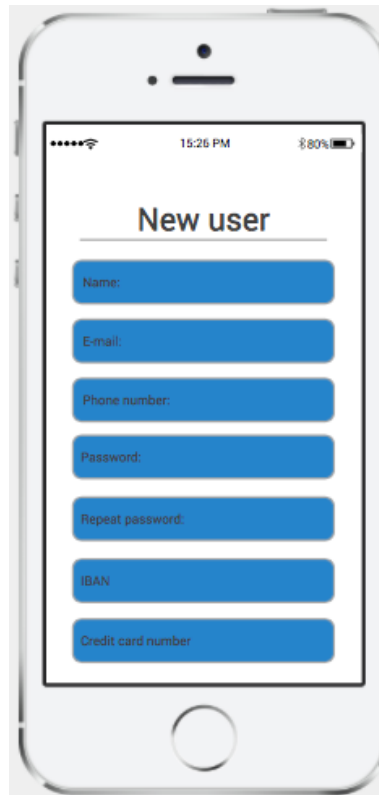 15:26 PM 80%
New user
Name:
E-mail:
Phone number:
Password:
Repeat password:
IBAN
Credit card number